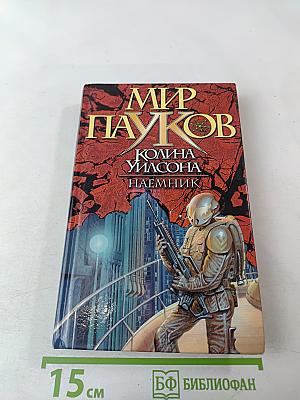 МИР
ПАУКОВ
КОЛИНА
УИЛСОНА
НАЕМНИК
15 см
БФ БИБЛИОФАН